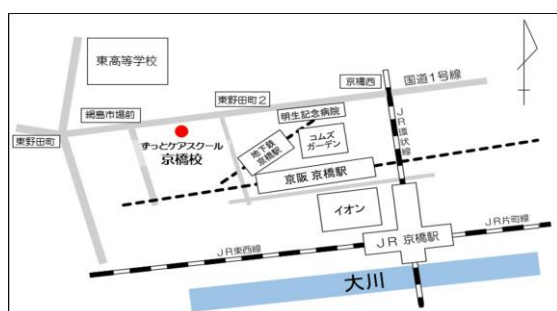 東高等学校
京橋西
国道1号線
東野田町2
綱島市場前
明生記念病院
JR環状線
東野田町
ずっとケアスクール
京橋校
地下鉄
京橋駅
コムズ
ガーデン
京阪 京橋駅
イオン
JR片町線
JR東西線
JR 京橋駅
大川